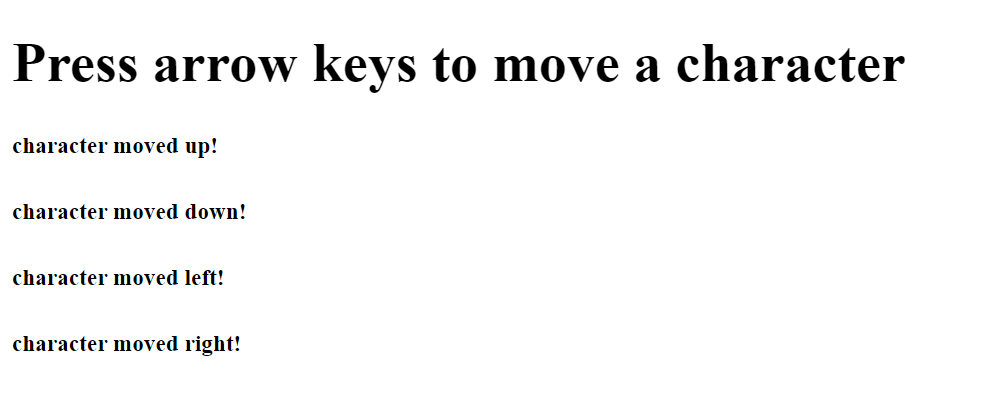 Press arrow keys to move a character
character moved up!
character moved down!
character moved left!
character moved right!